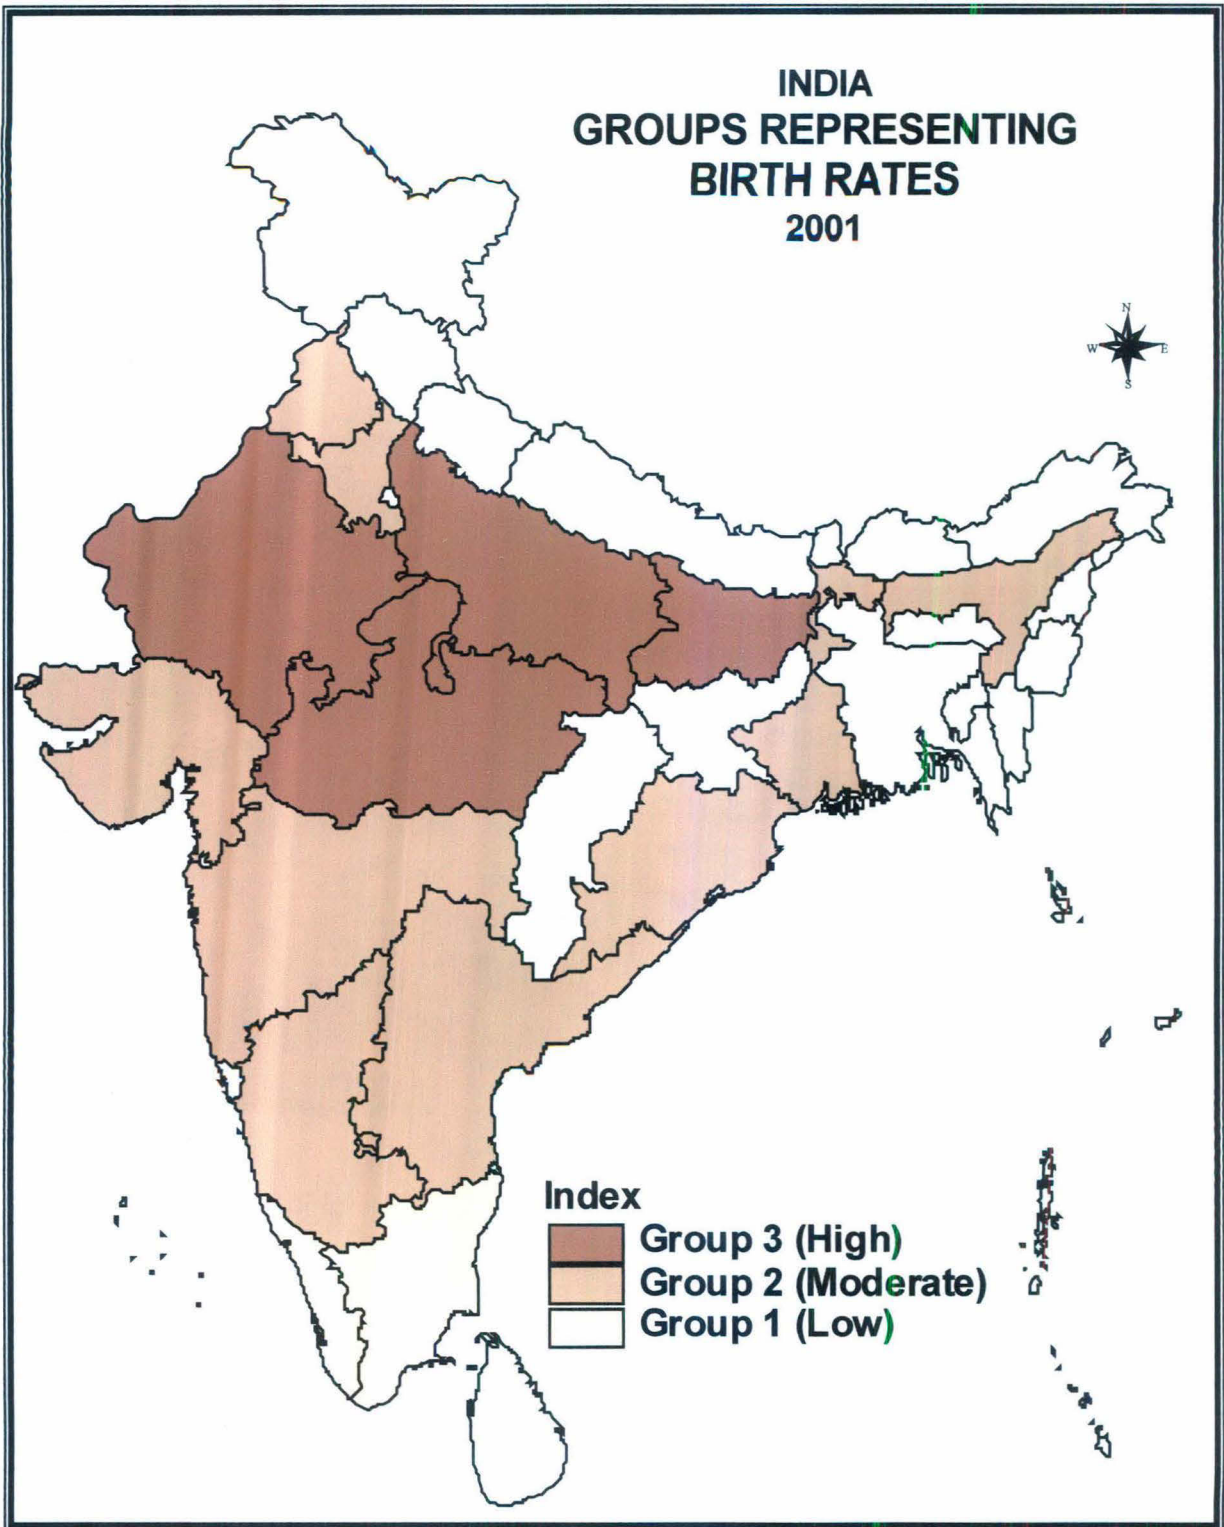 INDIA
GROUPS REPRESENTING
BIRTH RATES
2001
N
W E
S
Index
Group 3 (High)
Group 2 (Moderate)
Group 1 (Low)